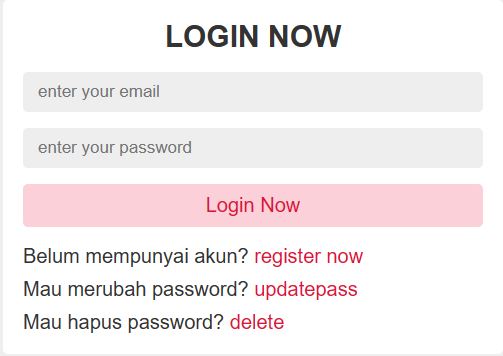 LOGIN NOW
enter your email
enter your password
Login Now
Belum mempunyai akun? register now
Mau merubah password? updatepass
Mau hapus password? delete